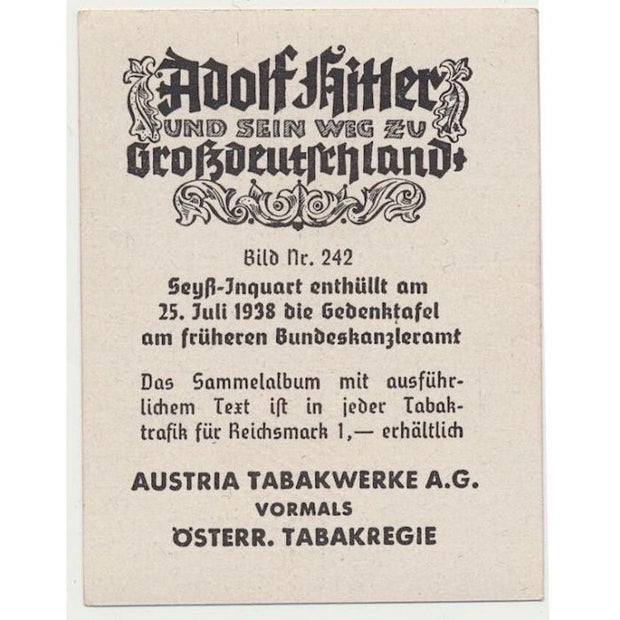 Adolf Hitler
UND SEIN WEG ZU
Großdeutschland
Bild Nr. 242
Seyß-Inquart enthüllt am
25. Juli 1938 die Gedenktafel
am früheren Bundeskanzleramt
Das Sammelalbum mit ausführ-
lichem Text ist in jeder Tabak-
trafik für Reichsmark 1,— erhältlich
AUSTRIA TABAKWERKE A.G.
VORMALS
ÖSTERR. TABAKREGIE